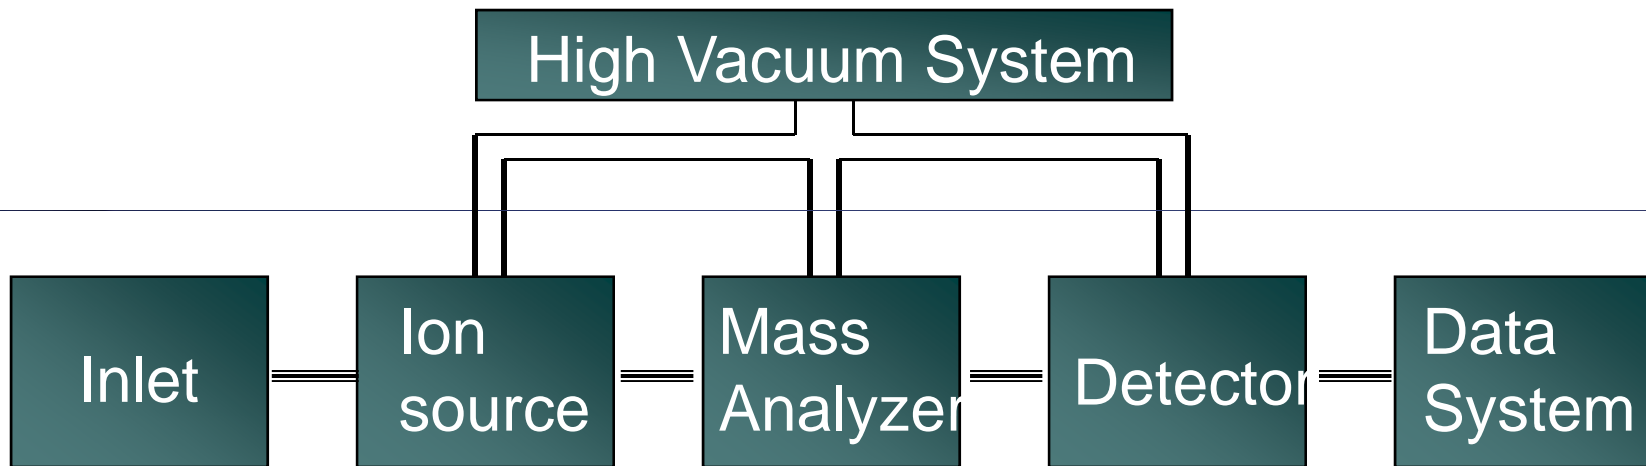 High Vacuum System
Inlet
Ion
source
Mass
Analyzer
Detector
Data
System